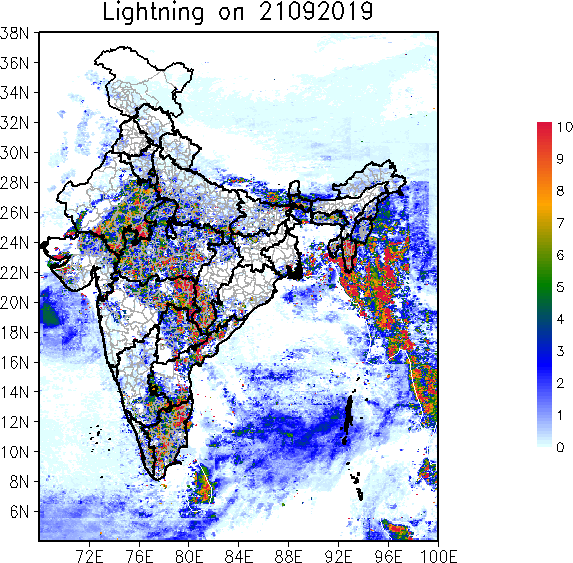 Lightning on 21092019
38N
36N
34N
32N
30N
28N
26N
24N
22N
20N
18N
16N
14N
12N
10N
8N
6N
72E 76E 80E 84E 88E 92E 96E 100E
10
9
8
7
6
5
4
3
2
1
0